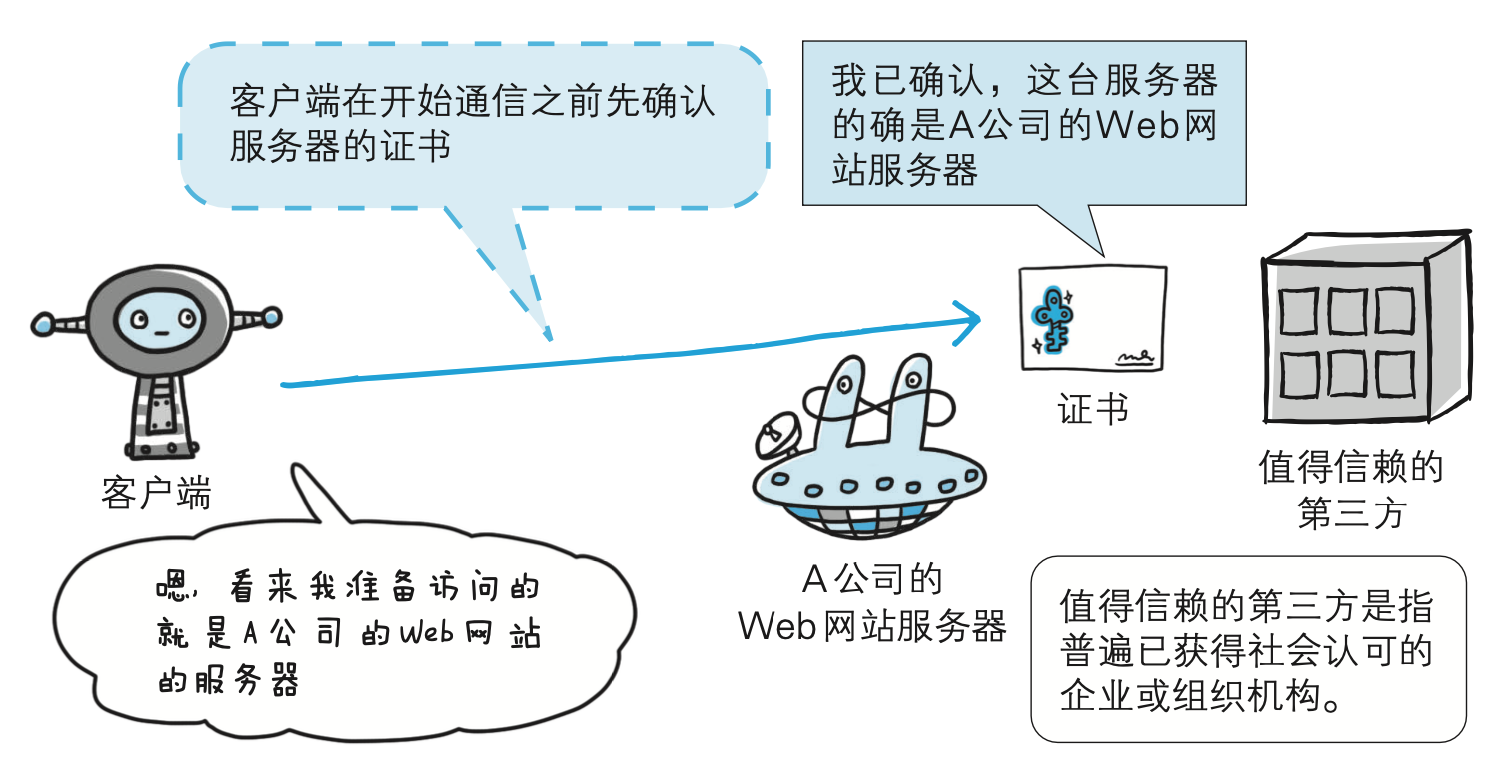 客户端在开始通信之前先确认
服务器的证书
我已确认，这台服务器
的确是A公司的Web网
站服务器
证书
客户端
值得信赖的
第三方
嗯，看来我准备访问的
就是A公司的Web网站
的服务器
A公司的
Web网站服务器
值得信赖的第三方是指
普遍已获得社会认可的
企业或组织机构。